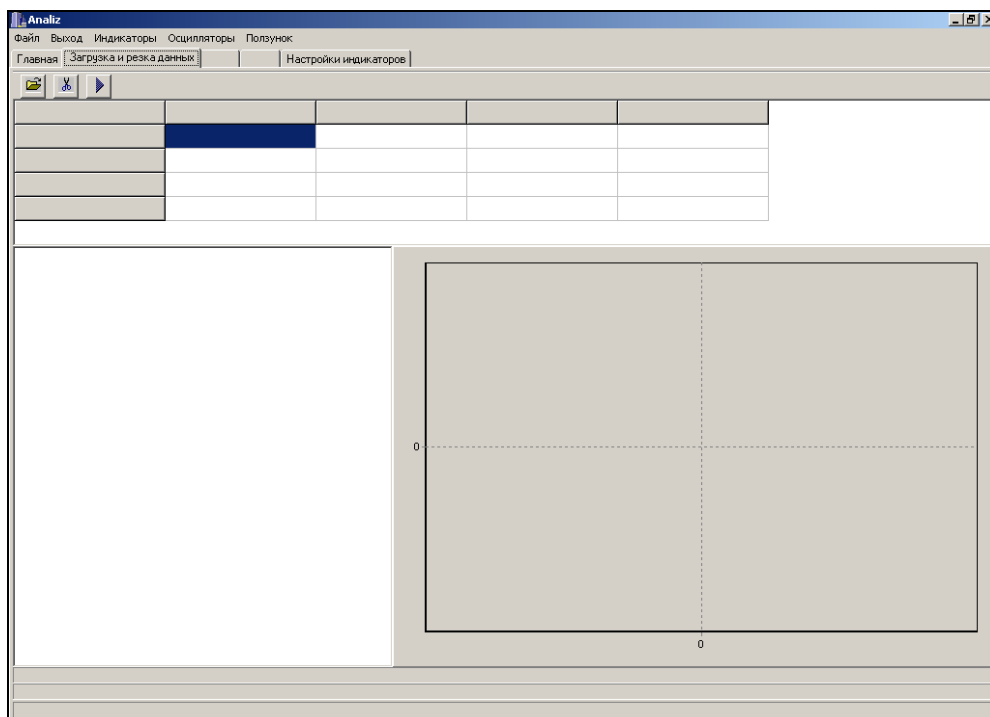 Analiz
Файл Выход Индикаторы Осцилляторы Ползунок
Главная Загрузка и резка данных Настройки индикаторов
0
0